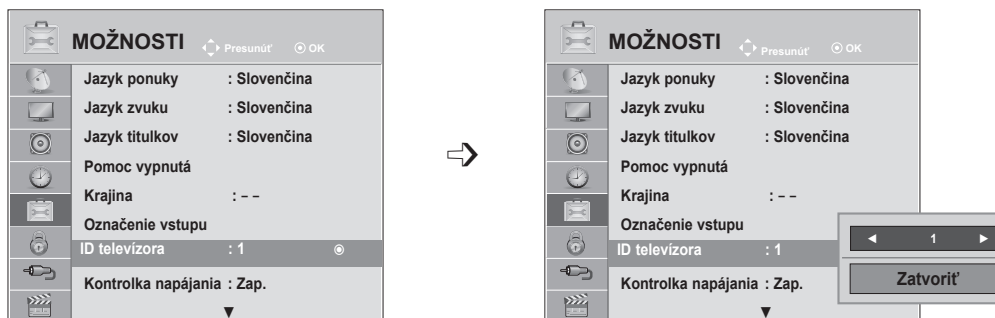 MOŽNOSTI
Presunúť
OK
Jazyk ponuky : Slovenčina
Jazyk zvuku : Slovenčina
Jazyk titulkov : Slovenčina
Pomoc vypnutá
Krajina : – –
Označenie vstupu
ID televízora : 1
Kontrolka napájania : Zap.
MOŽNOSTI
Presunúť
OK
Jazyk ponuky : Slovenčina
Jazyk zvuku : Slovenčina
Jazyk titulkov : Slovenčina
Pomoc vypnutá
Krajina : – –
Označenie vstupu
ID televízora : 1
Kontrolka napájania : Zap.
◄ 1 ►
Zatvoriť